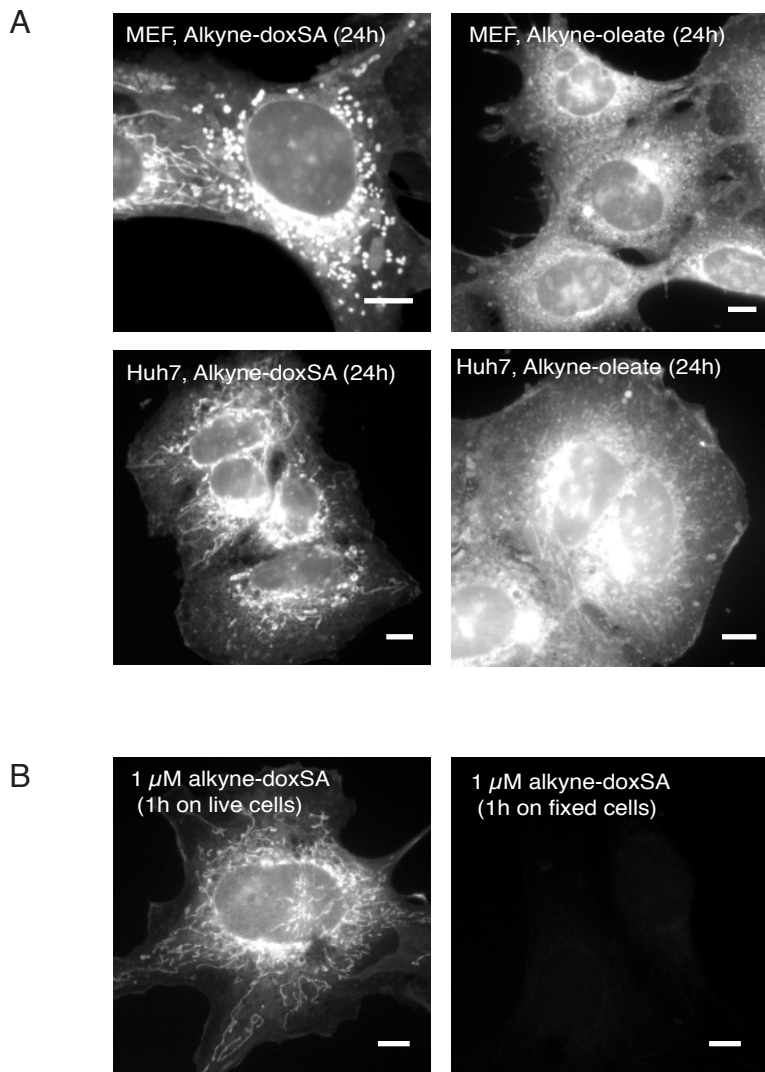 A
MEF, Alkyne-doxSA (24h)
MEF, Alkyne-oleate (24h)
Huh7, Alkyne-doxSA (24h)
Huh7, Alkyne-oleate (24h)
B
1 µM alkyne-doxSA
(1h on live cells)
1 µM alkyne-doxSA
(1h on fixed cells)